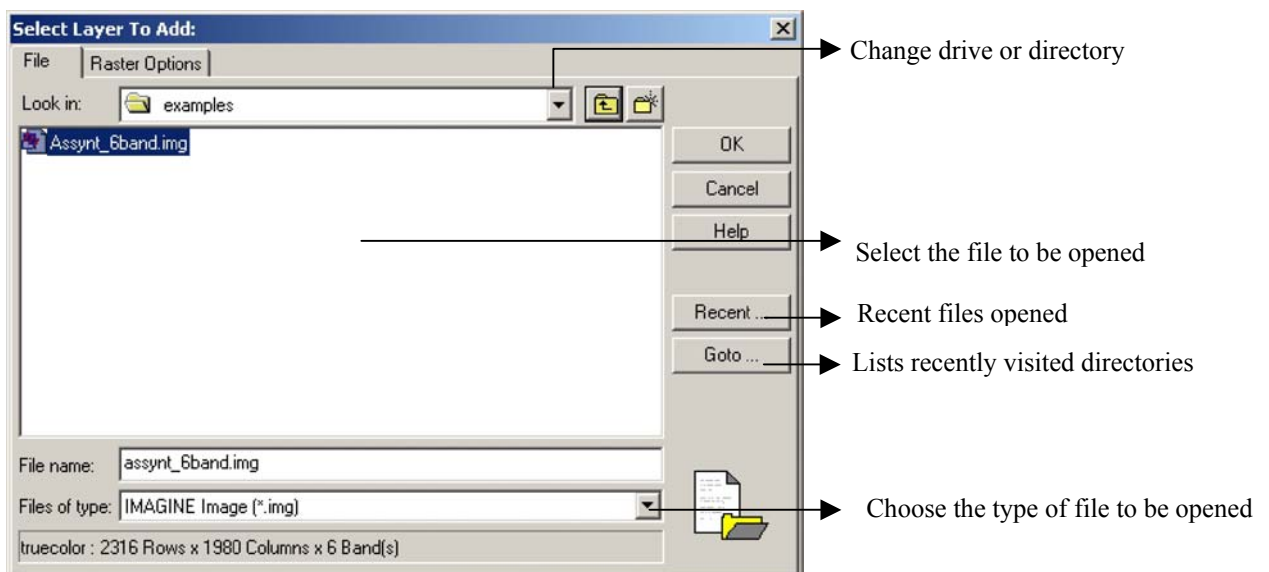 Select Layer To Add:
Change drive or directory
File
Raster Options
Look in:
examples
Assynt_6band.img
OK
Cancel
Help
Select the file to be opened
Recent ...
Recent files opened
Goto ...
Lists recently visited directories
File name:
assynt_6band.img
Files of type:
IMAGINE Image (*.img)
Choose the type of file to be opened
truecolor : 2316 Rows x 1980 Columns x 6 Band(s)